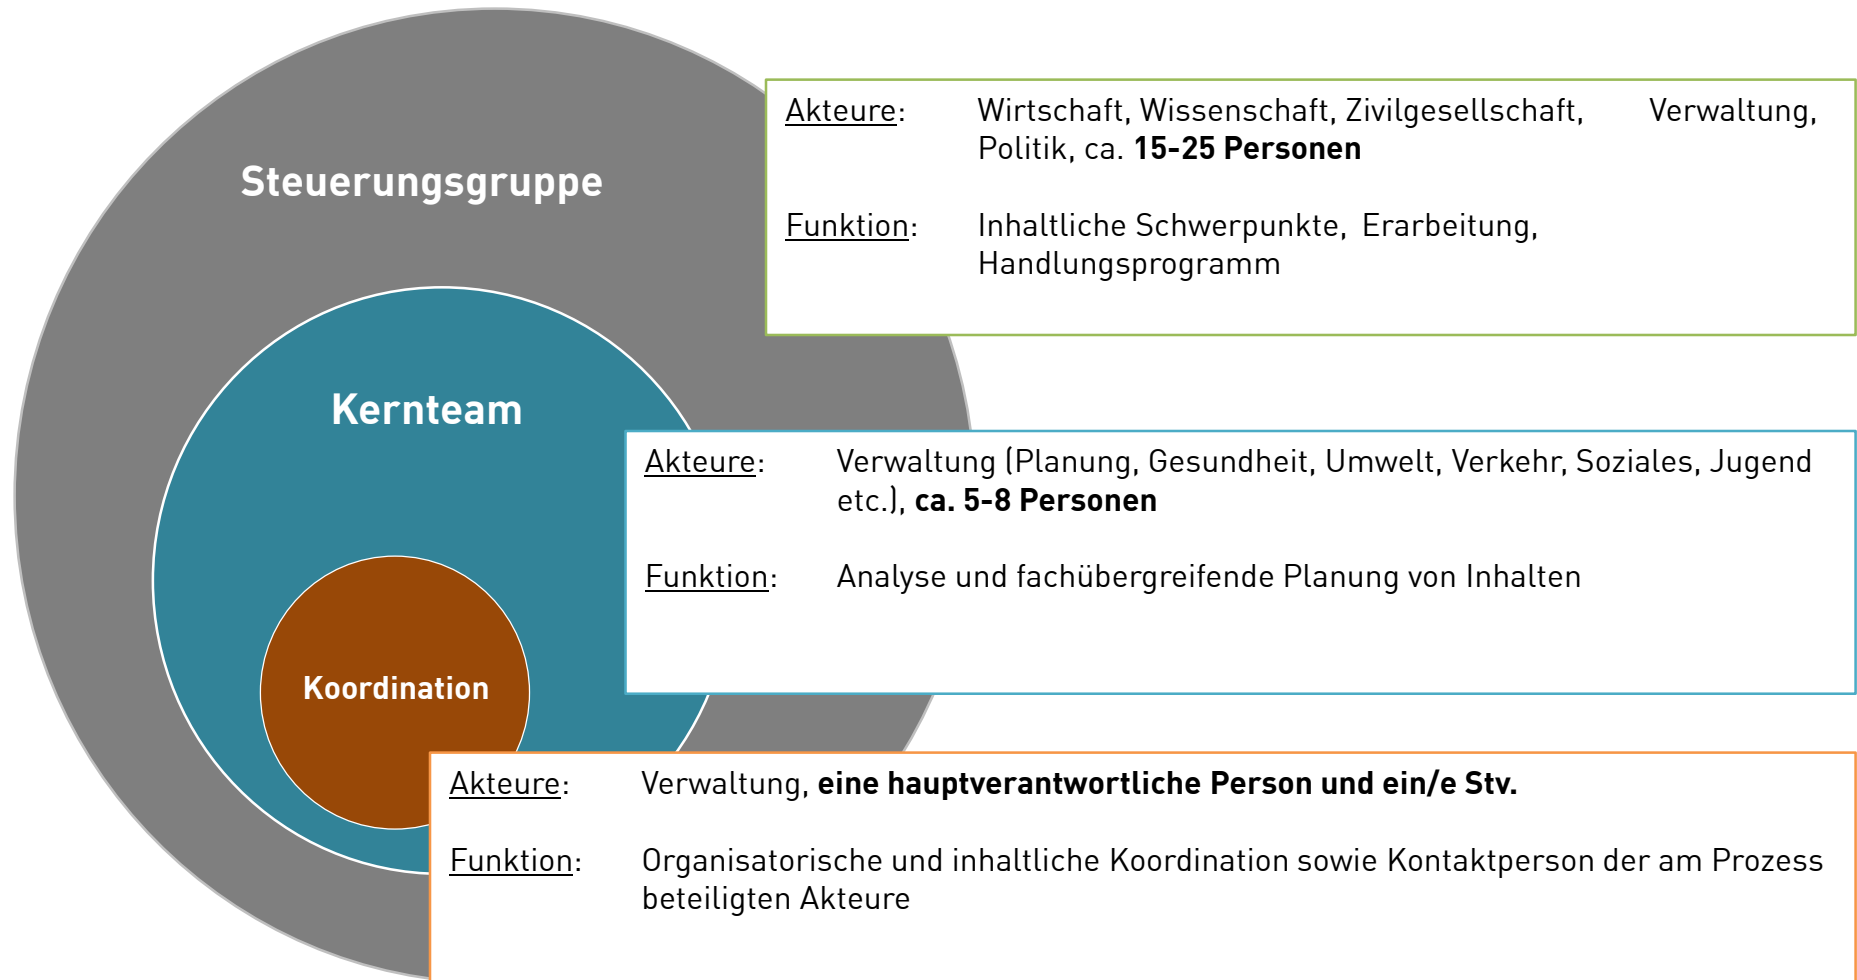 Steuerungsgruppe
Akteure: Wirtschaft, Wissenschaft, Zivilgesellschaft, Verwaltung,
Politik, ca. 15-25 Personen
Funktion: Inhaltliche Schwerpunkte, Erarbeitung,
Handlungsprogramm
Kernteam
Akteure: Verwaltung (Planung, Gesundheit, Umwelt, Verkehr, Soziales, Jugend
etc.), ca. 5-8 Personen
Funktion: Analyse und fachübergreifende Planung von Inhalten
Koordination
Akteure: Verwaltung, eine hauptverantwortliche Person und ein/e Stv.
Funktion: Organisatorische und inhaltliche Koordination sowie Kontaktperson der am Prozess
beteiligten Akteure